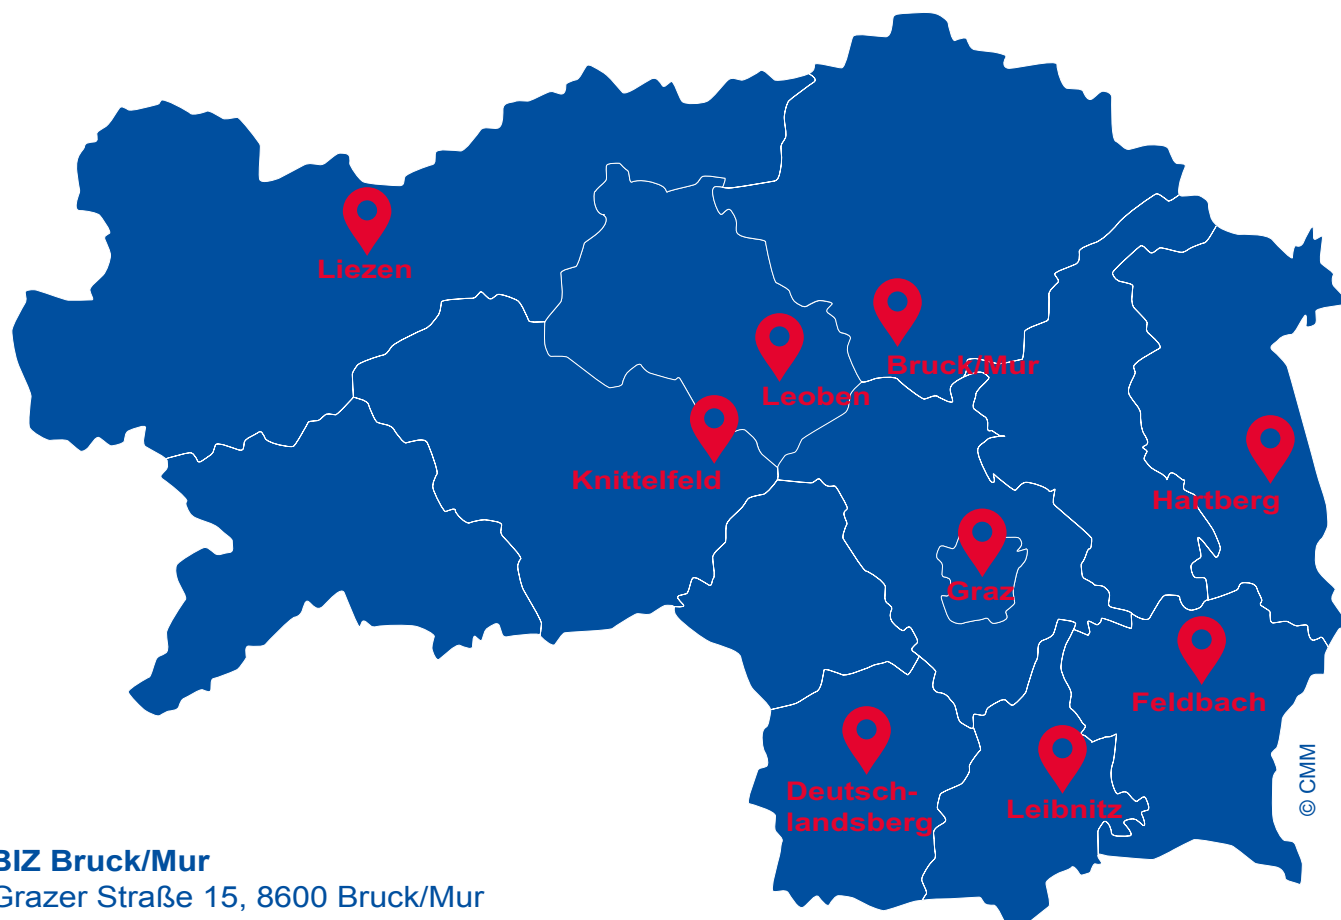 Liezen
Bruck/Mur
Leoben
Knittelfeld
Hartberg
Graz
Feldbach
Deutsch-
landsberg
Leibnitz
© CMM
BIZ Bruck/Mur
Grazer Straße 15, 8600 Bruck/Mur